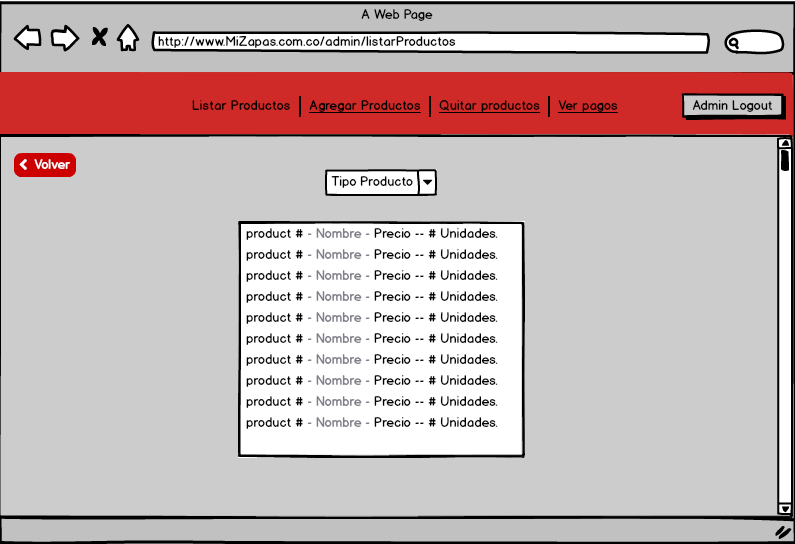 A Web Page
http://www.MiZapas.com.co/admin/listarProductos
Listar Productos | Agregar Productos | Quitar productos | Ver pagos
Admin Logout
Volver
Tipo Producto
product # - Nombre - Precio -- # Unidades.
product # - Nombre - Precio -- # Unidades.
product # - Nombre - Precio -- # Unidades.
product # - Nombre - Precio -- # Unidades.
product # - Nombre - Precio -- # Unidades.
product # - Nombre - Precio -- # Unidades.
product # - Nombre - Precio -- # Unidades.
product # - Nombre - Precio -- # Unidades.
product # - Nombre - Precio -- # Unidades.
product # - Nombre - Precio -- # Unidades.